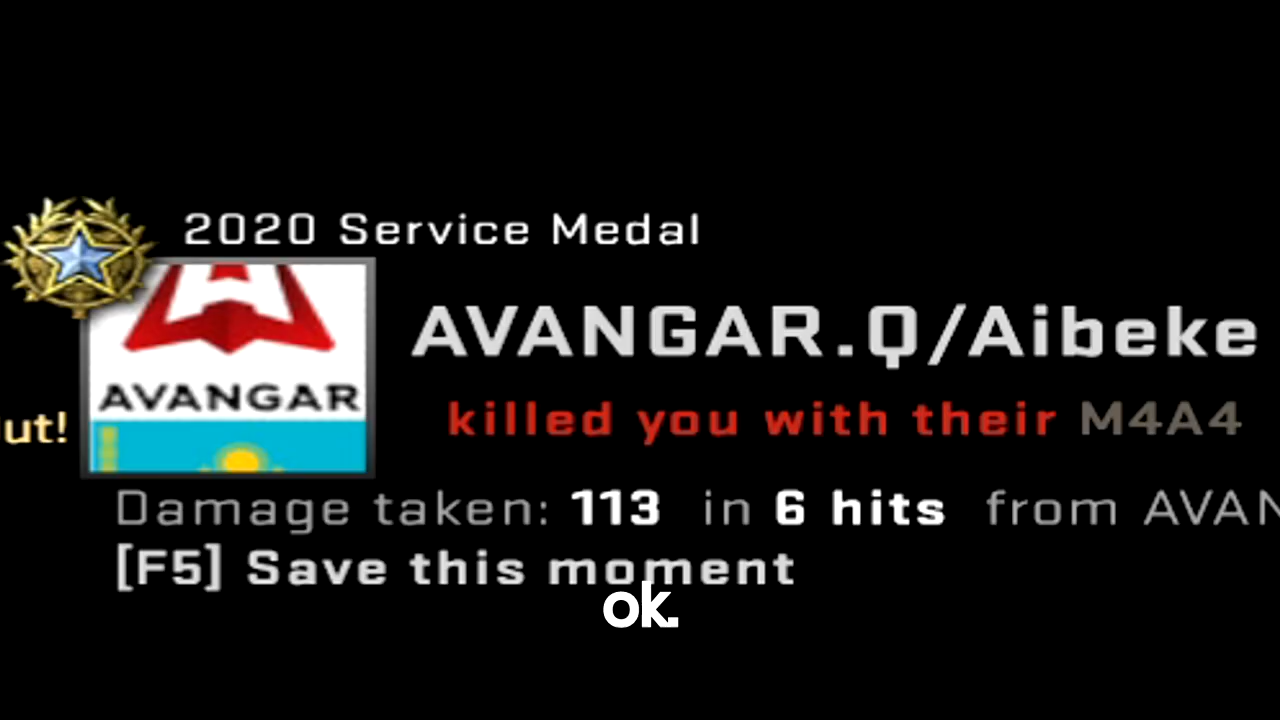 2020 Service Medal
AVANGAR
AVANGAR.Q/Aibeke
killed you with their M4A4
Damage taken: 113 in 6 hits from AVAN
[F5] Save this moment
ok.